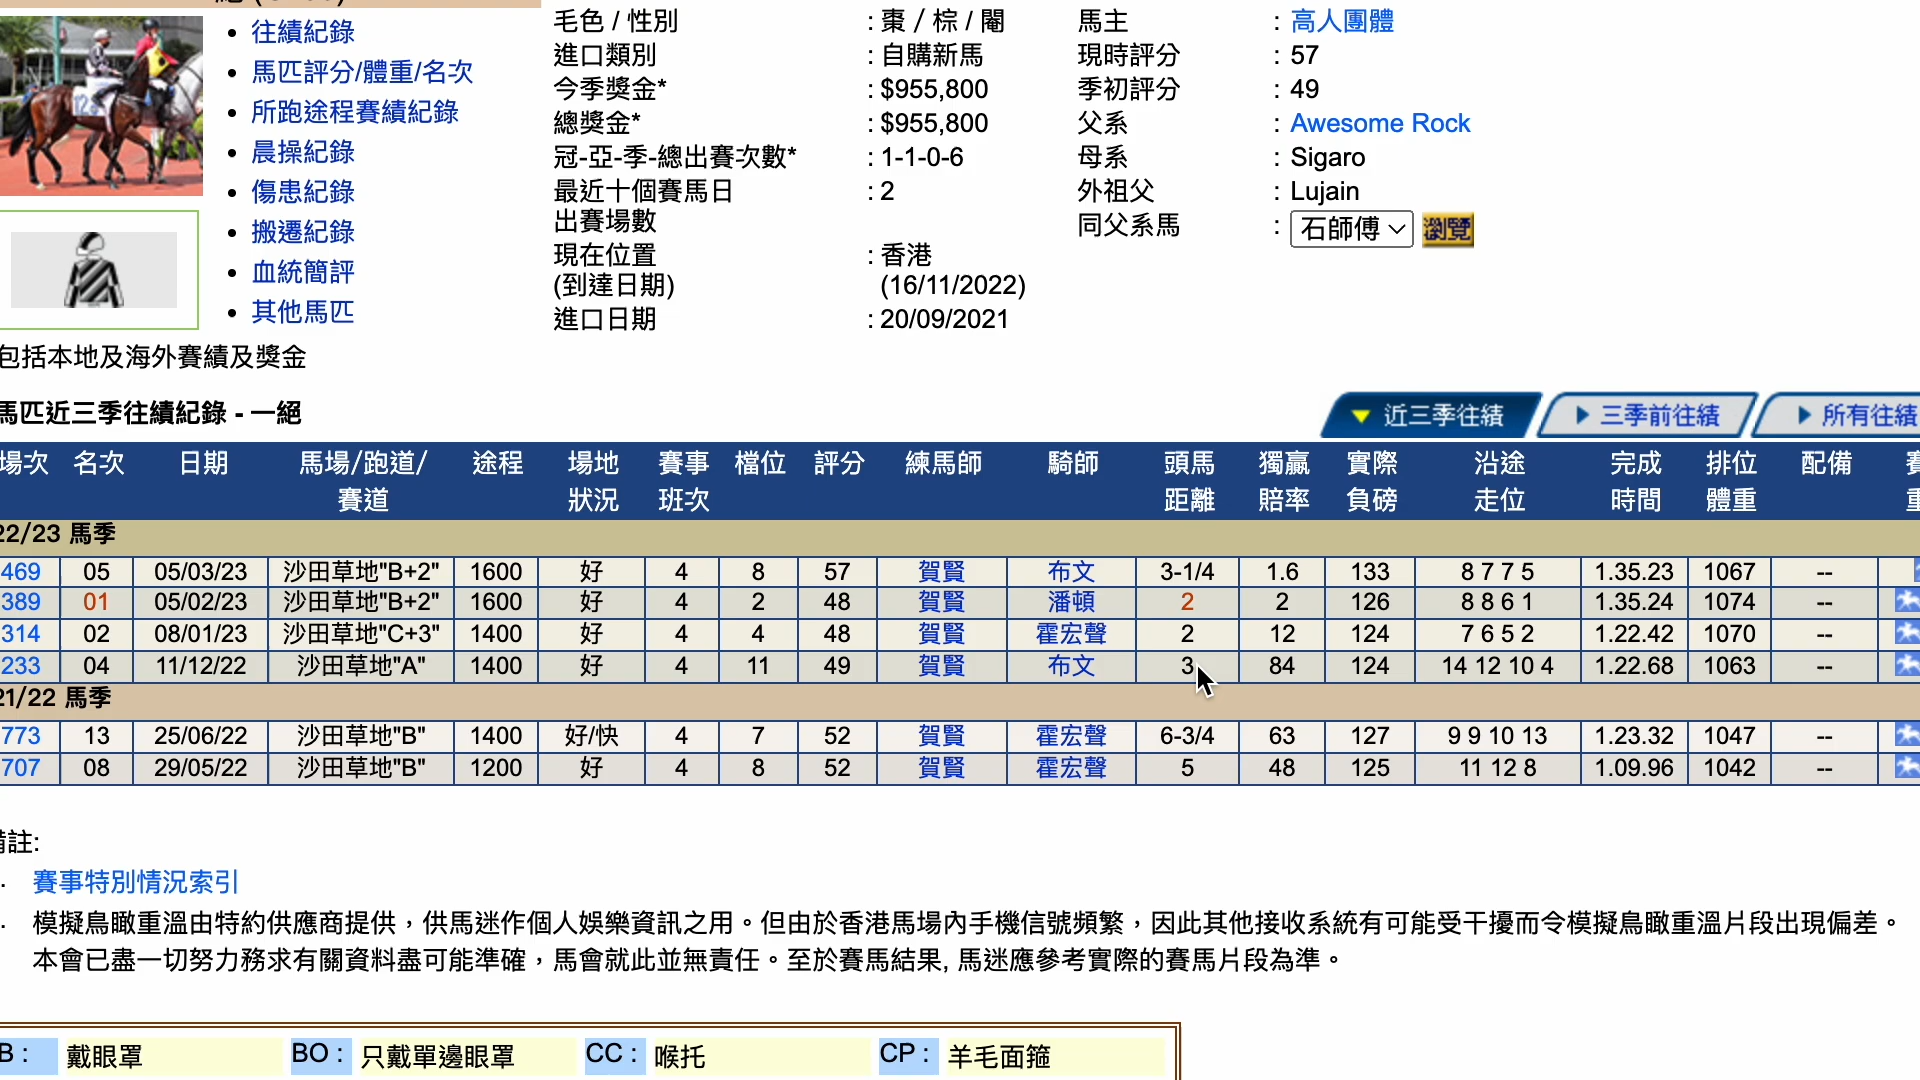 往績紀錄
馬匹評分/體重/名次
所跑途程賽績紀錄
晨操紀錄
傷患紀錄
搬遷紀錄
血統簡評
其他馬匹
毛色 / 性別 : 棗 / 棕 / 閹
進口類別 : 自購新馬
今季獎金* : $955,800
總獎金* : $955,800
冠-亞-季-總出賽次數* : 1-1-0-6
最近十個賽馬日 : 2
出賽場數
現在位置 : 香港
(到達日期) (16/11/2022)
進口日期 : 20/09/2021
馬主 : 高人團體
現時評分 : 57
季初評分 : 49
父系 : Awesome Rock
母系 : Sigaro
外祖父 : Lujain
同父系馬 : 石師傅 瀏覽
包括本地及海外賽績及獎金
馬匹近三季往績紀錄 - 一絕
近三季往績 三季前往績 所有往績
場次 名次 日期 馬場/跑道/ 途程 場地 賽事 檔位 評分 練馬師 騎師 頭馬 獨贏 實際 沿途 完成 排位 配備
賽道 狀況 班次 距離 賠率 負磅 走位 時間 體重
22/23 馬季
469 05 05/03/23 沙田草地"B+2" 1600 好 4 8 57 賀賢 布文 3-1/4 1.6 133 8 7 7 5 1.35.23 1067 --
389 01 05/02/23 沙田草地"B+2" 1600 好 4 2 48 賀賢 潘頓 2 2 126 8 8 6 1 1.35.24 1074 --
314 02 08/01/23 沙田草地"C+3" 1400 好 4 4 48 賀賢 霍宏聲 2 12 124 7 6 5 2 1.22.42 1070 --
233 04 11/12/22 沙田草地"A" 1400 好 4 11 49 賀賢 布文 3 84 124 14 12 10 4 1.22.68 1063 --
21/22 馬季
773 13 25/06/22 沙田草地"B" 1400 好/快 4 7 52 賀賢 霍宏聲 6-3/4 63 127 9 9 10 13 1.23.32 1047 --
707 08 29/05/22 沙田草地"B" 1200 好 4 8 52 賀賢 霍宏聲 5 48 125 11 12 8 1.09.96 1042 --
備註:
賽事特別情況索引
模擬鳥瞰重溫由特約供應商提供，供馬迷作個人娛樂資訊之用。但由於香港馬場內手機信號頻繁，因此其他接收系統有可能受干擾而令模擬鳥瞰重溫片段出現偏差。
本會已盡一切努力務求有關資料盡可能準確，馬會就此並無責任。至於賽馬結果, 馬迷應參考實際的賽馬片段為準。
B : 戴眼罩 BO : 只戴單邊眼罩 CC : 喉托 CP : 羊毛面箍